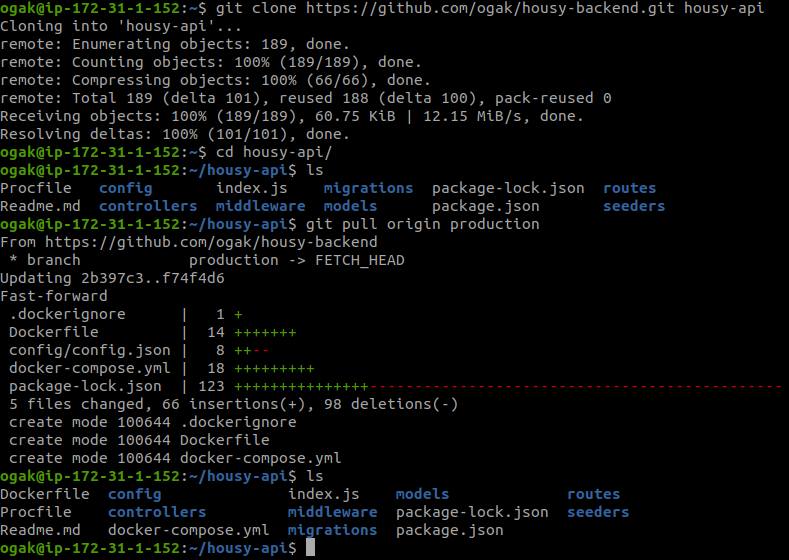 ogak@ip-172-31-1-152:~$ git clone https://github.com/ogak/housy-backend.git housy-api
Cloning into 'housy-api'...
remote: Enumerating objects: 189, done.
remote: Counting objects: 100% (189/189), done.
remote: Compressing objects: 100% (66/66), done.
remote: Total 189 (delta 101), reused 188 (delta 100), pack-reused 0
Receiving objects: 100% (189/189), 60.75 KiB | 12.15 MiB/s, done.
Resolving deltas: 100% (101/101), done.
ogak@ip-172-31-1-152:~$ cd housy-api/
ogak@ip-172-31-1-152:~/housy-api$ ls
Procfile   config       index.js    migrations  package-lock.json  routes
Readme.md  controllers  middleware  models      package.json       seeders
ogak@ip-172-31-1-152:~/housy-api$ git pull origin production
From https://github.com/ogak/housy-backend
 * branch            production -> FETCH_HEAD
Updating 2b397c3..f74f4d6
Fast-forward
 .dockerignore      |   1 +
 Dockerfile         |  14 +++++++
 config/config.json |   8 ++--
 docker-compose.yml |  18 +++++++++
 package-lock.json  | 123 +++++++++++++++----------------------------------------------
 5 files changed, 66 insertions(+), 98 deletions(-)
 create mode 100644 .dockerignore
 create mode 100644 Dockerfile
 create mode 100644 docker-compose.yml
ogak@ip-172-31-1-152:~/housy-api$ ls
Dockerfile  config              index.js    models             routes
Procfile    controllers         middleware  package-lock.json  seeders
Readme.md   docker-compose.yml  migrations  package.json
ogak@ip-172-31-1-152:~/housy-api$